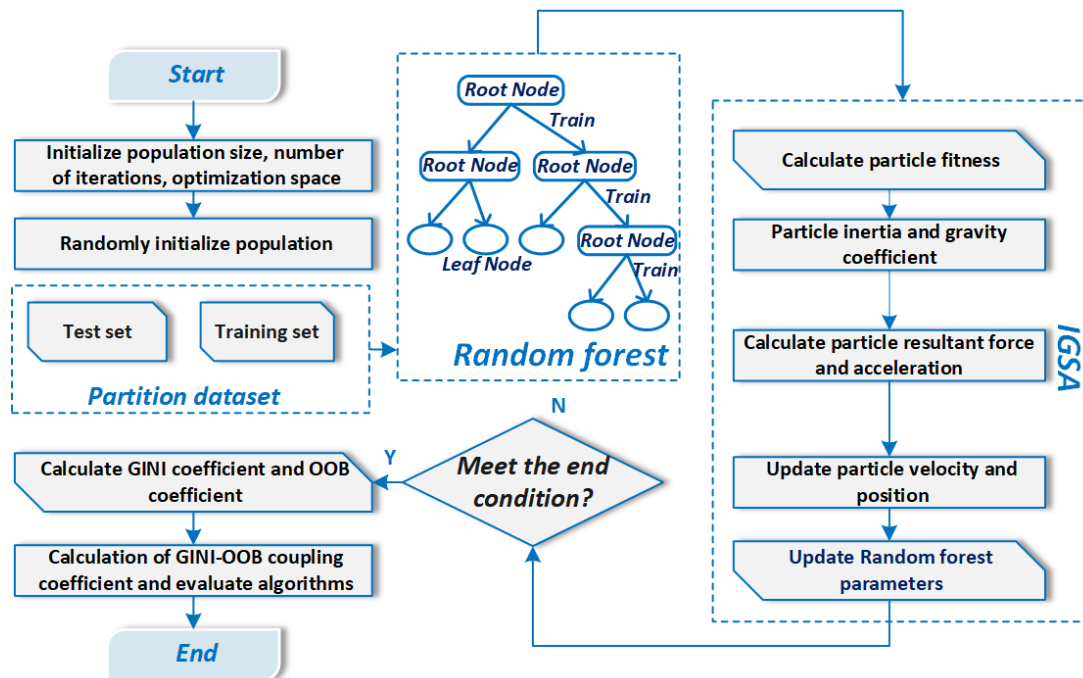 Start
Initialize population size, number
of iterations, optimization space
Randomly initialize population
Test set
Training set
Partition dataset
Root Node
Train
Root Node
Root Node
Train
Root Node
Leaf Node
Train
Random forest
Calculate particle fitness
Particle inertia and gravity
coefficient
Calculate particle resultant force
and acceleration
Update particle velocity and
position
Update Random forest
parameters
IGSA
N
Meet the end
condition?
Y
Calculate GINI coefficient and OOB
coefficient
Calculation of GINI-OOB coupling
coefficient and evaluate algorithms
End